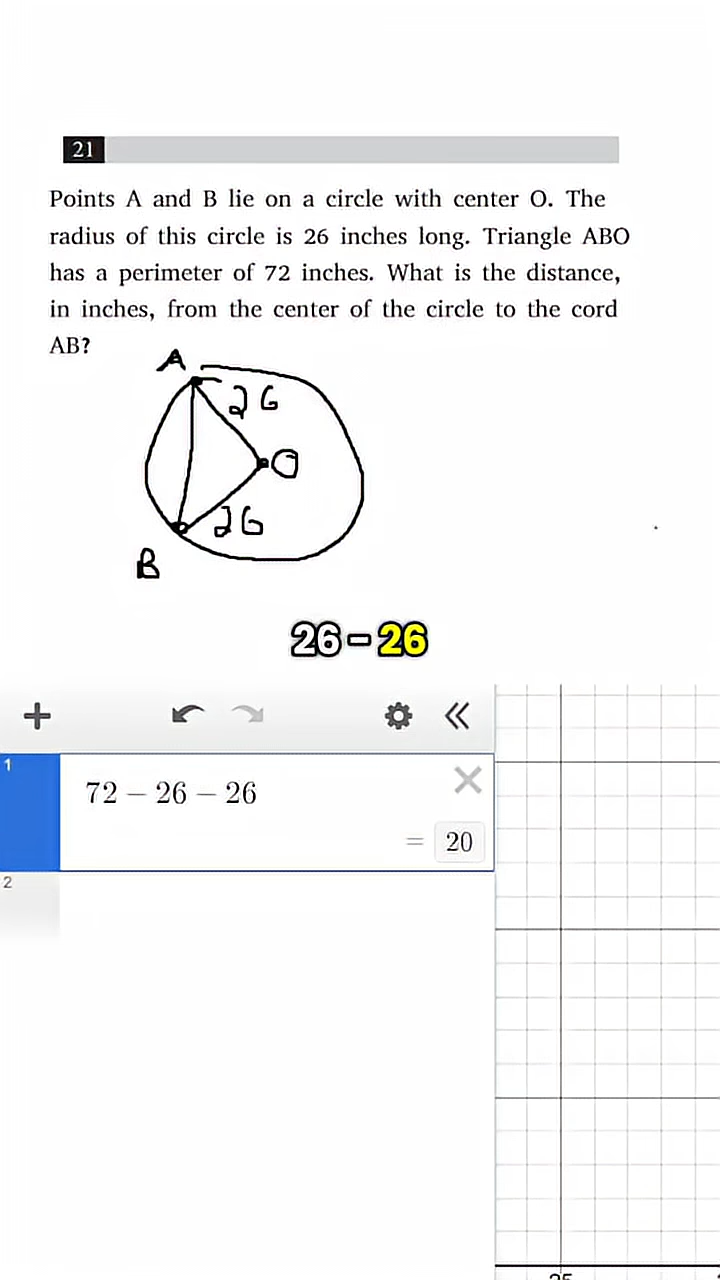 21
Points A and B lie on a circle with center O. The
radius of this circle is 26 inches long. Triangle ABO
has a perimeter of 72 inches. What is the distance,
in inches, from the center of the circle to the cord
AB?
A
26
O
26
B
26-26
1
72 − 26 − 26
= 20
2